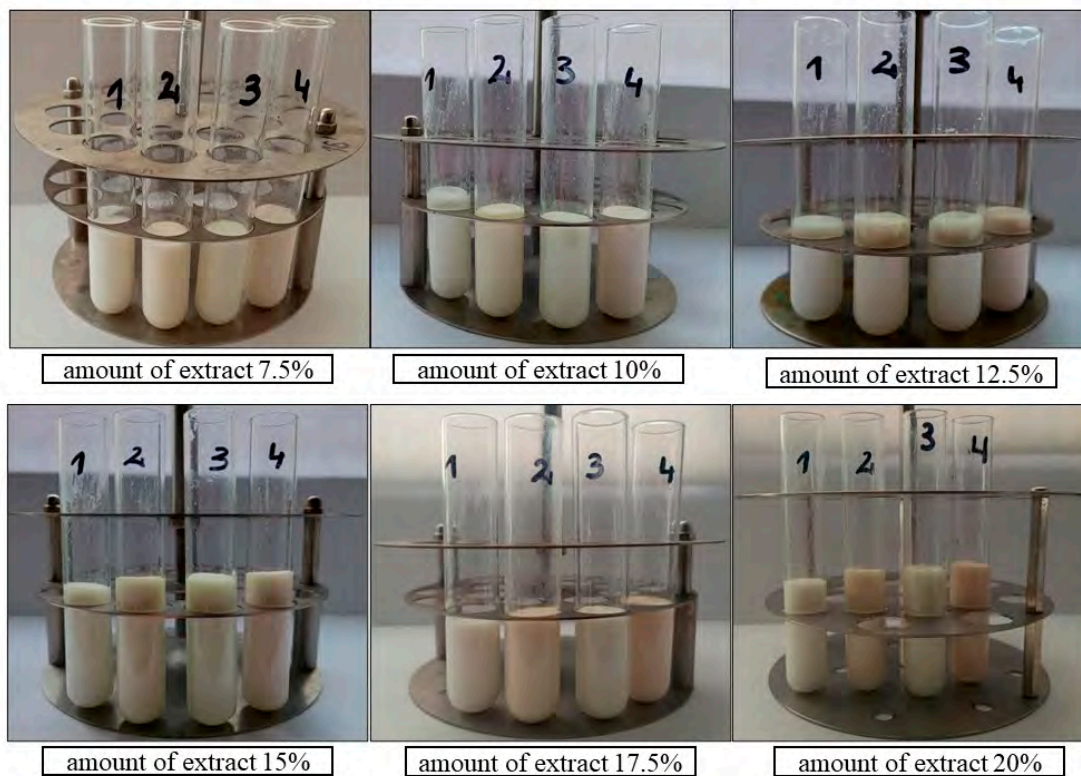 1 2 3 4
1 2 3 4
1 2 3 4
amount of extract 7.5%
amount of extract 10%
amount of extract 12.5%
1 2 3 4
1 2 3 4
1 2 3 4
amount of extract 15%
amount of extract 17.5%
amount of extract 20%